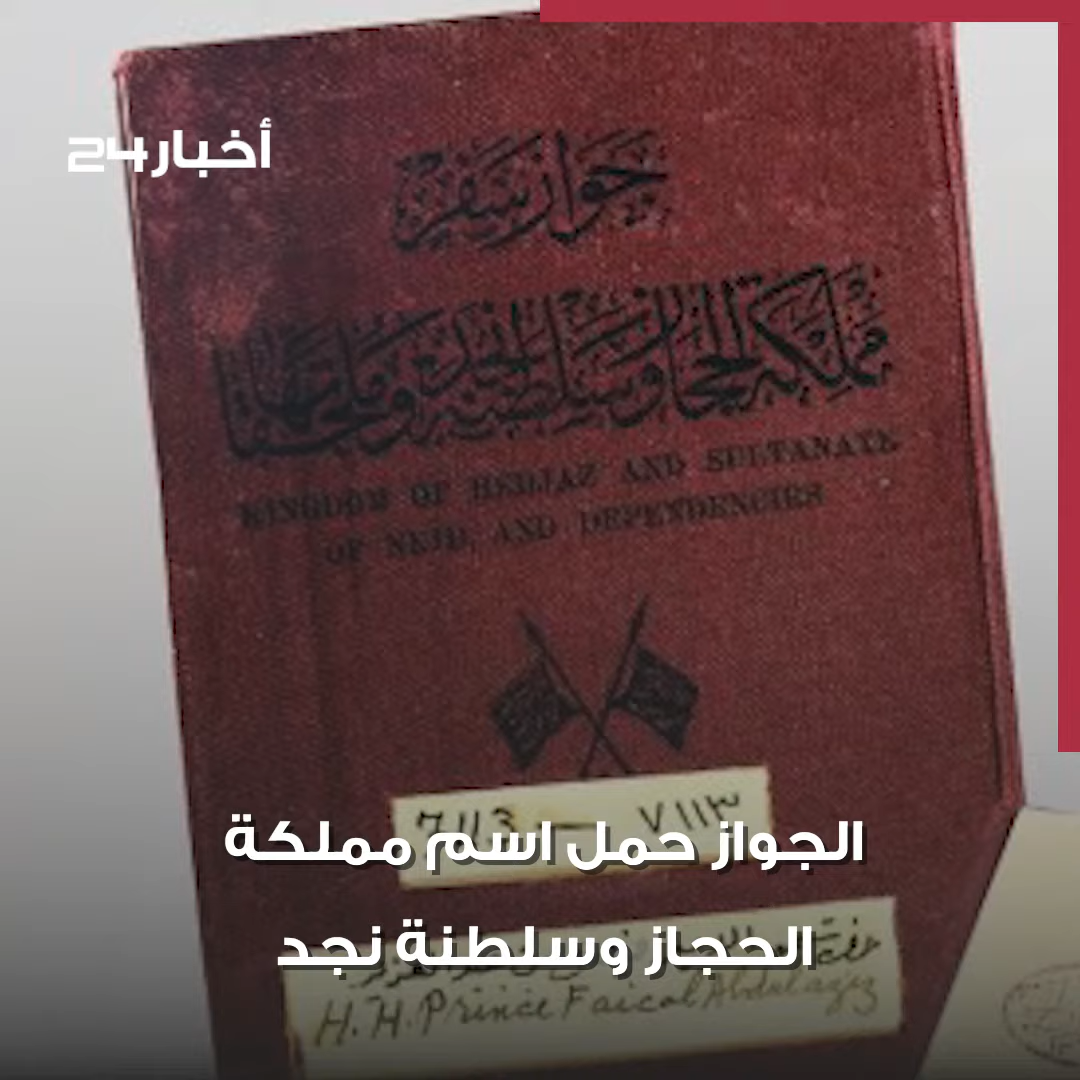 أخبار24
جواز سفر
مملكة الحجاز وسلطنة نجد وملحقاتها
KINGDOM OF HEDJAZ AND SULTANATE
OF NEJD, AND DEPENDENCIES
7113 — ٧١١٣
الجواز حمل اسم مملكة
الحجاز وسلطنة نجد
H.H. Prince Faical Abdelaziz